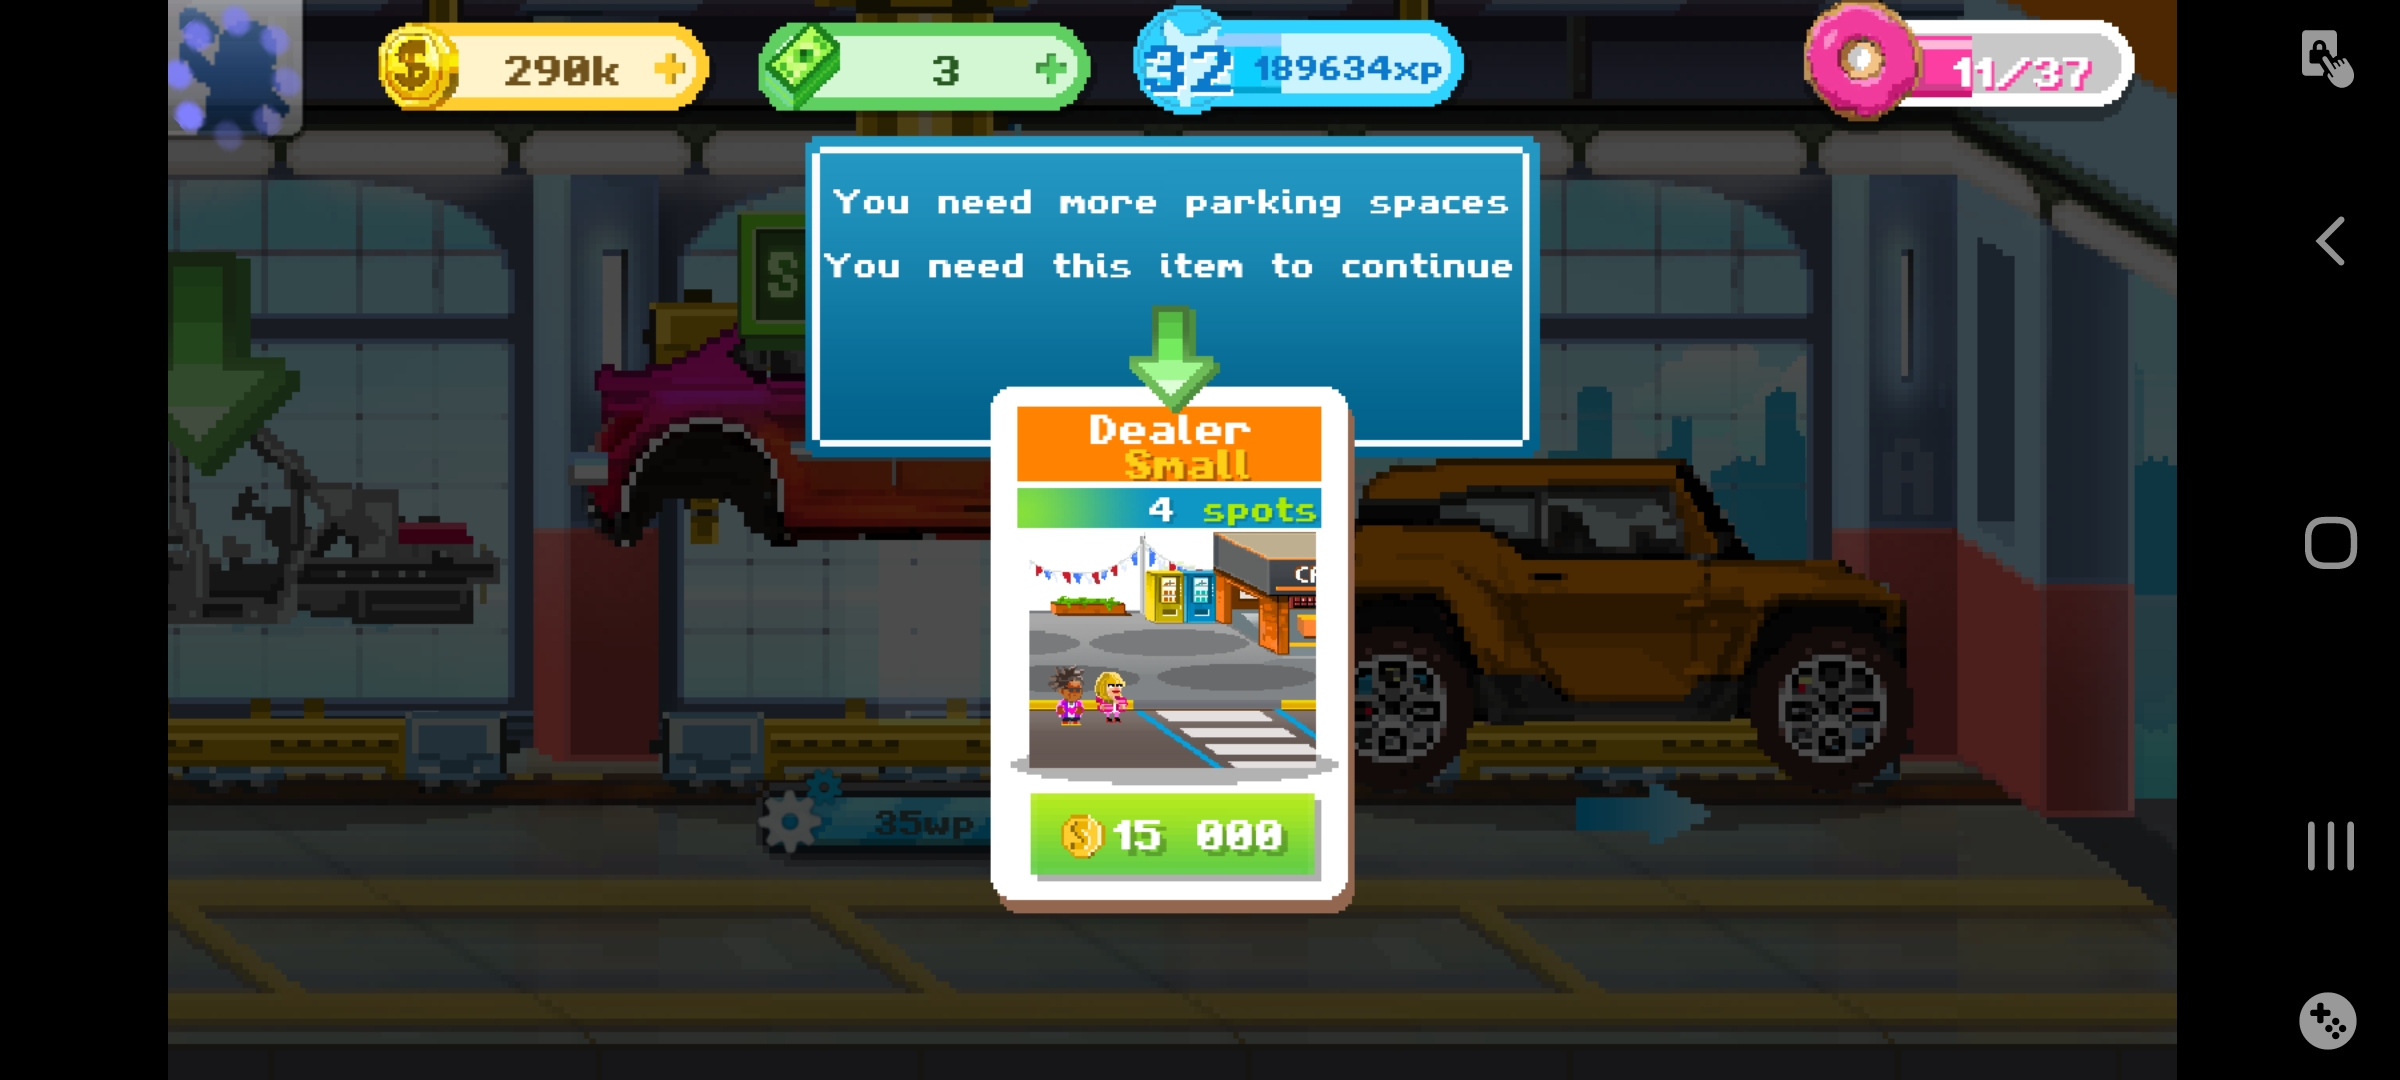 290k
3
32
189634xp
11/37
You need more parking spaces
You need this item to continue
S
Dealer
Small
4 spots
35wp
15 000